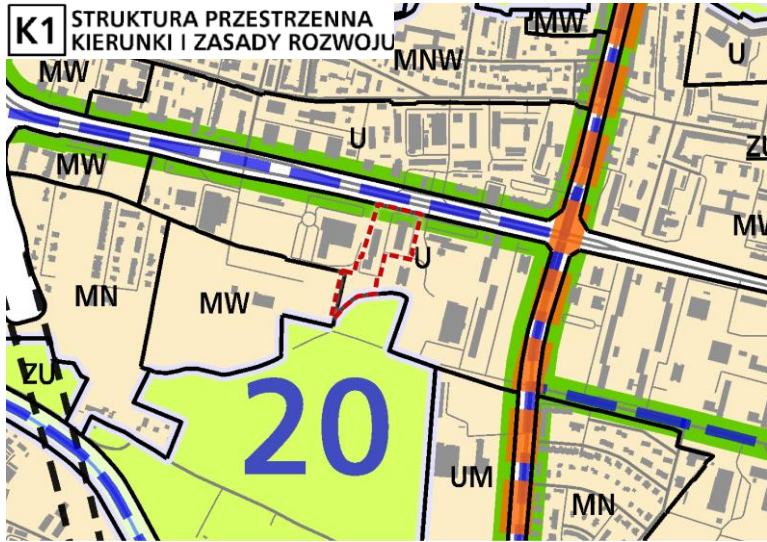 K1 STRUKTURA PRZESTRZENNA
KIERUNKI I ZASADY ROZWOJU
MW
MW
MNW
U
U
ZU
MW
MW
U
MN
MW
ZU
20
UM
MN